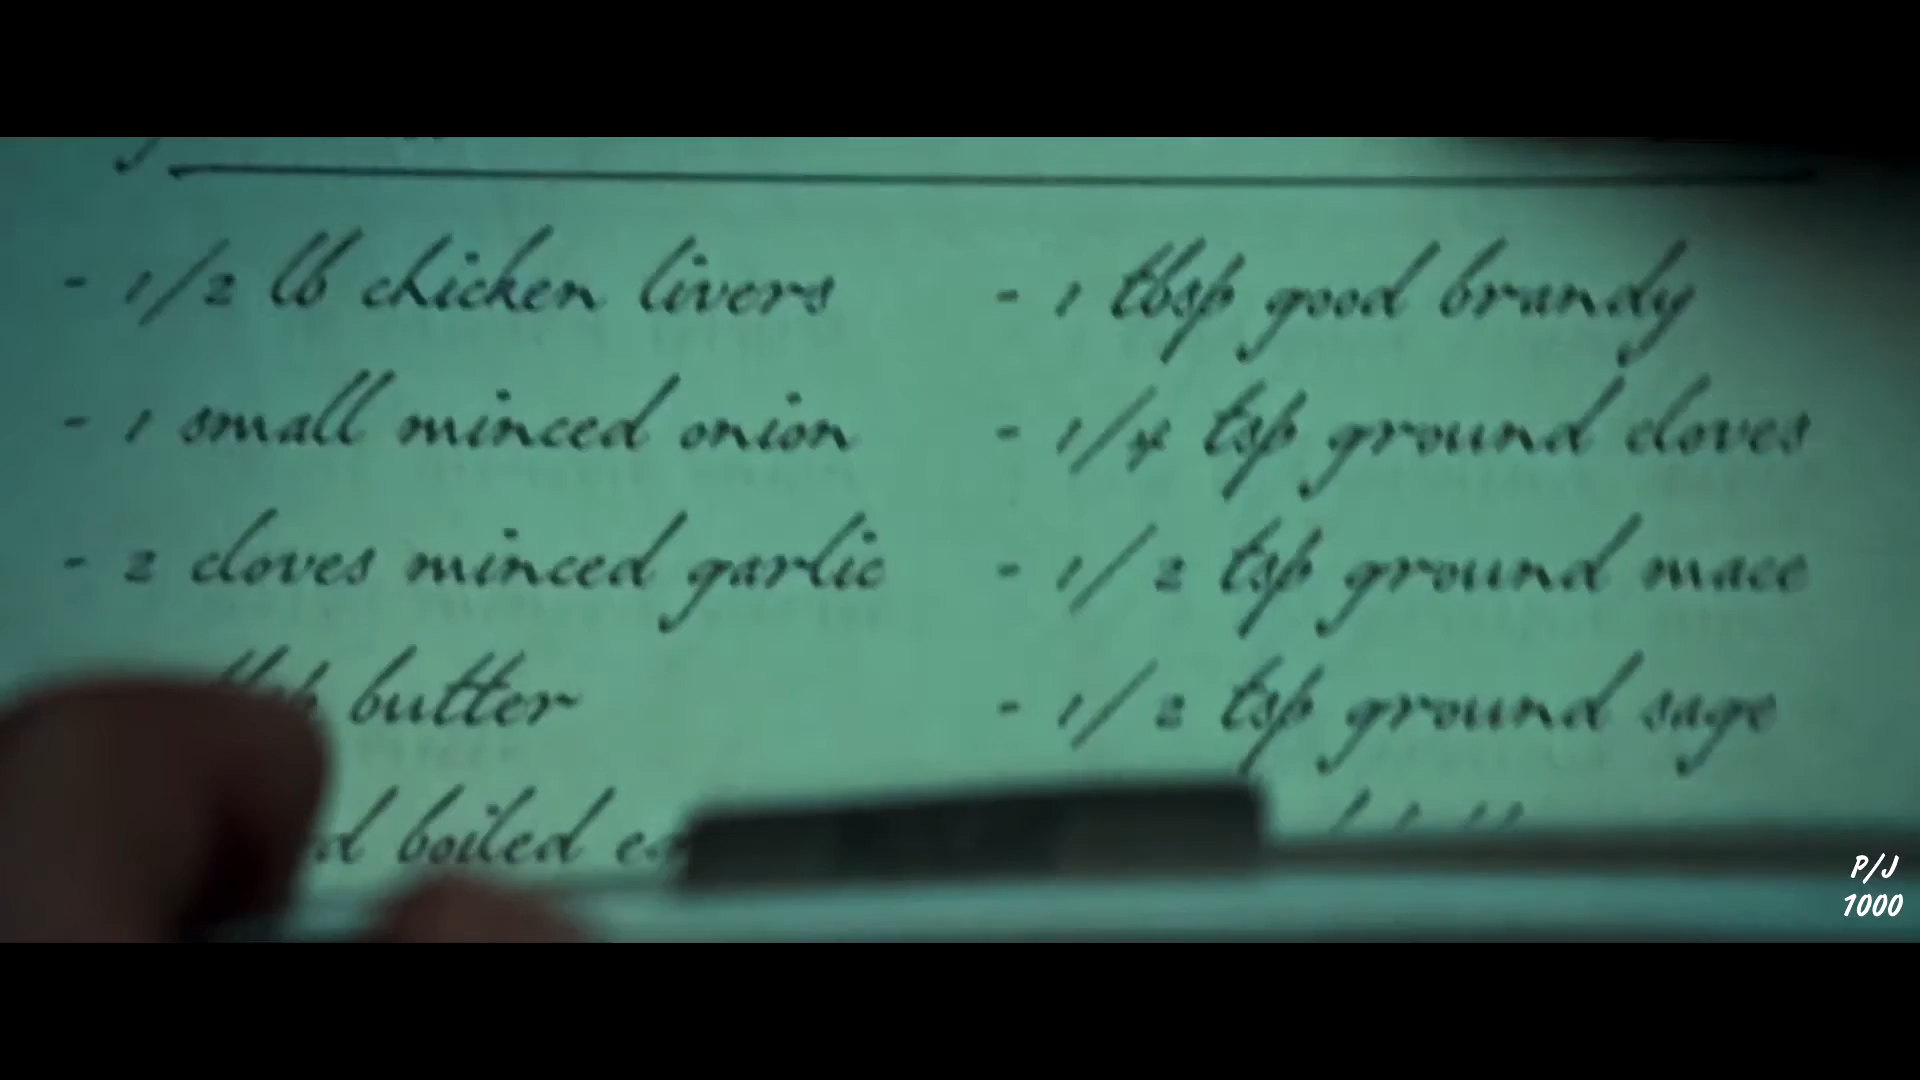 - 1/2 lb chicken livers
- 1 small minced onion
- 2 cloves minced garlic
butter
boiled
- 1 tbsp good brandy
- 1/4 tsp ground cloves
- 1/2 tsp ground mace
- 1/2 tsp ground sage
P/J
1000